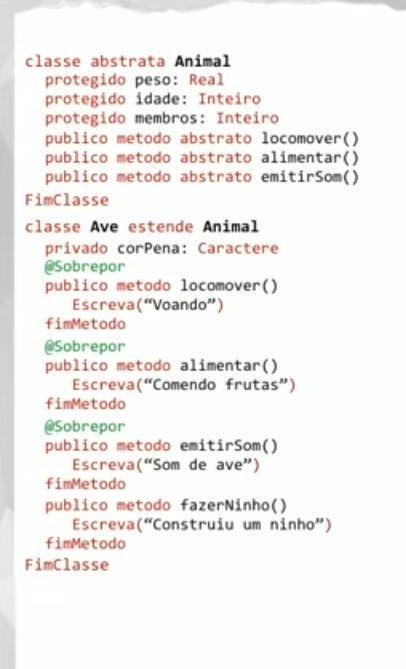 classe abstrata Animal
protegido peso: Real
protegido idade: Inteiro
protegido membros: Inteiro
publico metodo abstrato locomover()
publico metodo abstrato alimentar()
publico metodo abstrato emitirSom()
FimClasse
classe Ave estende Animal
privado corPena: Caractere
@Sobrepor
publico metodo locomover()
Escreva(“Voando”)
fimMetodo
@Sobrepor
publico metodo alimentar()
Escreva(“Comendo frutas”)
fimMetodo
@Sobrepor
publico metodo emitirSom()
Escreva(“Som de ave”)
fimMetodo
publico metodo fazerNinho()
Escreva(“Construiu um ninho”)
fimMetodo
FimClasse